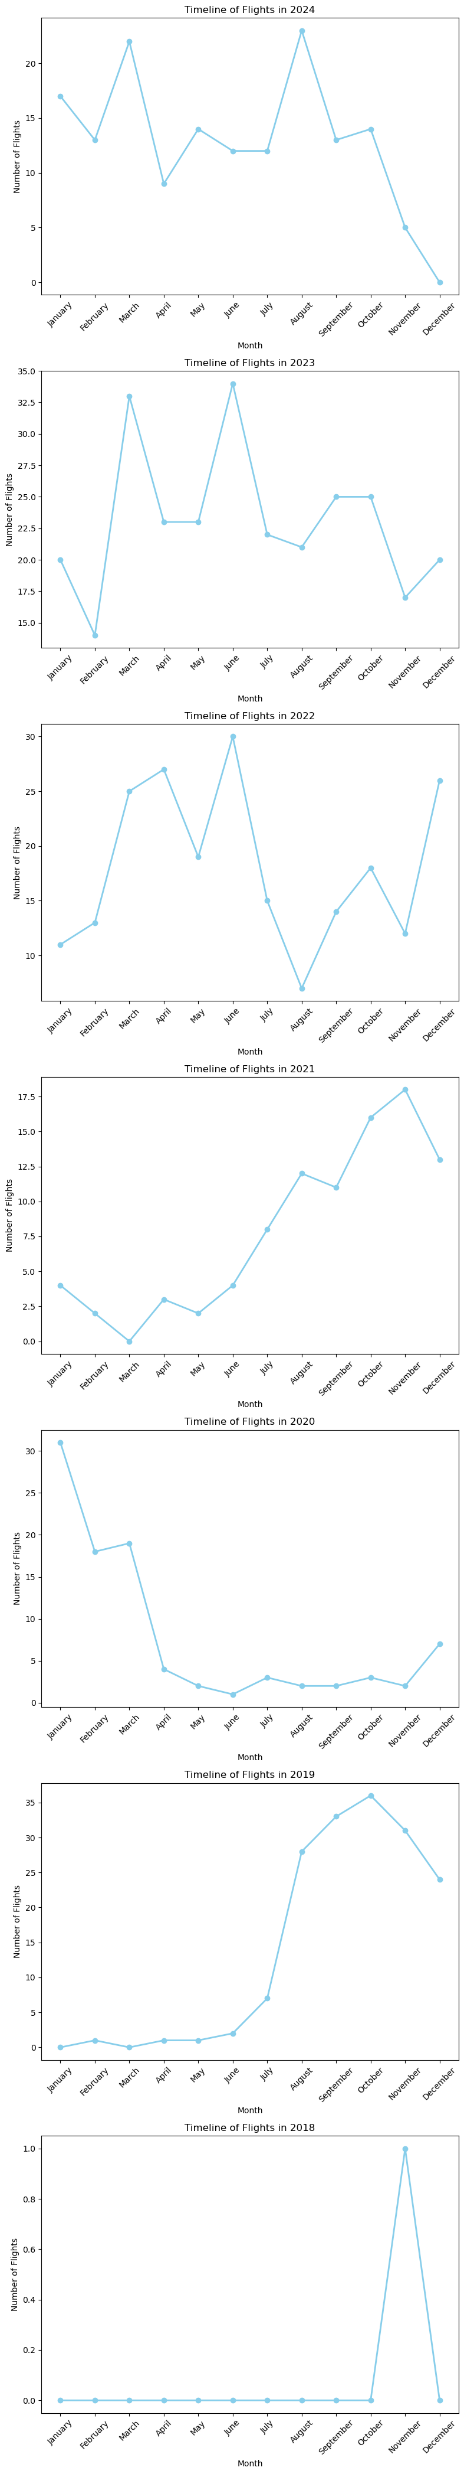 Timeline of Flights in 2024
Number of Flights
20
15
10
5
0
January February March April May June July August September October November December
Month
Timeline of Flights in 2023
Number of Flights
35.0
32.5
30.0
27.5
25.0
22.5
20.0
17.5
15.0
January February March April May June July August September October November December
Month
Timeline of Flights in 2022
Number of Flights
30
25
20
15
10
January February March April May June July August September October November December
Month
Timeline of Flights in 2021
Number of Flights
17.5
15.0
12.5
10.0
7.5
5.0
2.5
0.0
January February March April May June July August September October November December
Month
Timeline of Flights in 2020
Number of Flights
30
25
20
15
10
5
0
January February March April May June July August September October November December
Month
Timeline of Flights in 2019
Number of Flights
35
30
25
20
15
10
5
0
January February March April May June July August September October November December
Month
Timeline of Flights in 2018
Number of Flights
1.0
0.8
0.6
0.4
0.2
0.0
January February March April May June July August September October November December
Month